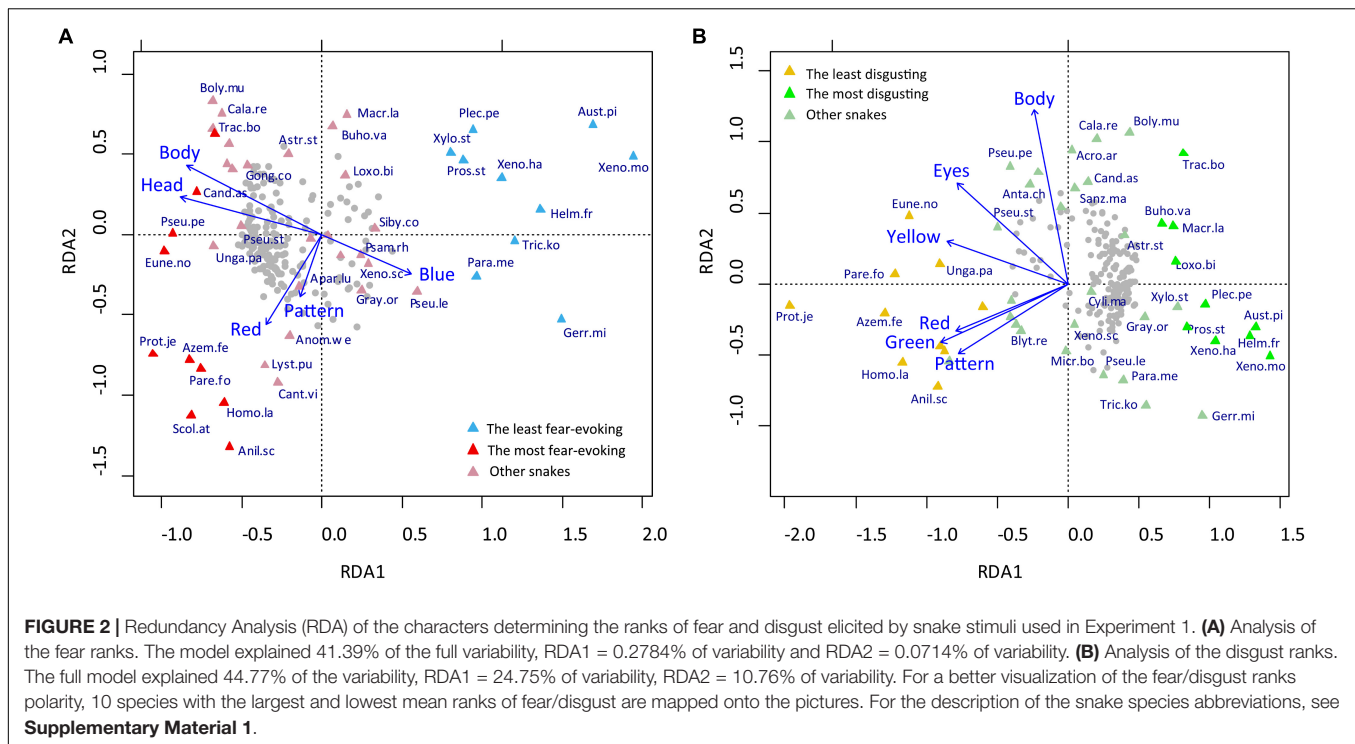 A
B
1.0
0.5
0.0
-0.5
-1.0
-1.5
RDA2
-1.0
-0.5
0.0
0.5
1.0
1.5
2.0
RDA1
Boly.mu
Cala.re
Trac.bo
Astr.st
Macr.la
Buho.va
Plec.pe
Aust.pi
Xylo.st
Pros.st
Xeno.ha
Xeno.mo
Body
Gong.co
Loxo.bi
Head
Cand.as
Helm.fr
Pseu.pe
Siby.co
Pseu.st
Psam.rh
Tric.ko
Eune.no
Unga.pa
Xeno.sc
Blue
Para.me
Apar.lu
Gray.or
Pseu.le
Pattern
Red
Gerr.mi
Anom.w e
Prot.je
Azem.fe
Pare.fo
Lyst.pu
Cant.vi
Homo.la
Scol.at
Anil.sc
The least fear-evoking
The most fear-evoking
Other snakes
1.5
1.0
0.5
0.0
-0.5
-1.0
RDA2
-2.0
-1.5
-1.0
-0.5
0.0
0.5
1.0
1.5
RDA1
The least disgusting
The most disgusting
Other snakes
Body
Cala.re
Boly.mu
Pseu.pe
Acro.ar
Trac.bo
Eyes
Anta.ch
Cand.as
Sanz.ma
Eune.no
Pseu.st
Buho.va
Macr.la
Yellow
Astr.st
Loxo.bi
Pare.fo
Unga.pa
Prot.je
Cyli.ma
Xylo.st
Plec.pe
Azem.fe
Red
Gray.or
Aust.pi
Green
Blyt.re
Xeno.sc
Pros.st
Helm.fr
Xeno.ha
Pattern
Homo.la
Micr.bo
Pseu.le
Xeno.mo
Anil.sc
Para.me
Tric.ko
Gerr.mi
FIGURE 2 | Redundancy Analysis (RDA) of the characters determining the ranks of fear and disgust elicited by snake stimuli used in Experiment 1. (A) Analysis of
the fear ranks. The model explained 41.39% of the full variability, RDA1 = 0.2784% of variability and RDA2 = 0.0714% of variability. (B) Analysis of the disgust ranks.
The full model explained 44.77% of the variability, RDA1 = 24.75% of variability, RDA2 = 10.76% of variability. For a better visualization of the fear/disgust ranks
polarity, 10 species with the largest and lowest mean ranks of fear/disgust are mapped onto the pictures. For the description of the snake species abbreviations, see
Supplementary Material 1.